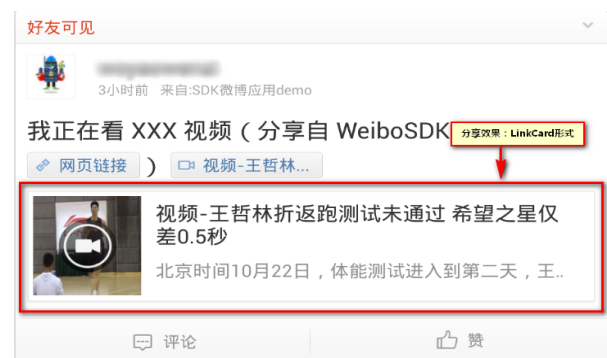 好友可见
3小时前 来自:SDK微博应用demo
我正在看 XXX 视频 ( 分享自 WeiboSDK
分享效果:LinkCard形式
网页链接 ) 视频-王哲林...
视频-王哲林折返跑测试未通过 希望之星仅
差0.5秒
北京时间10月22日,体能测试进入到第二天,王..
评论 赞